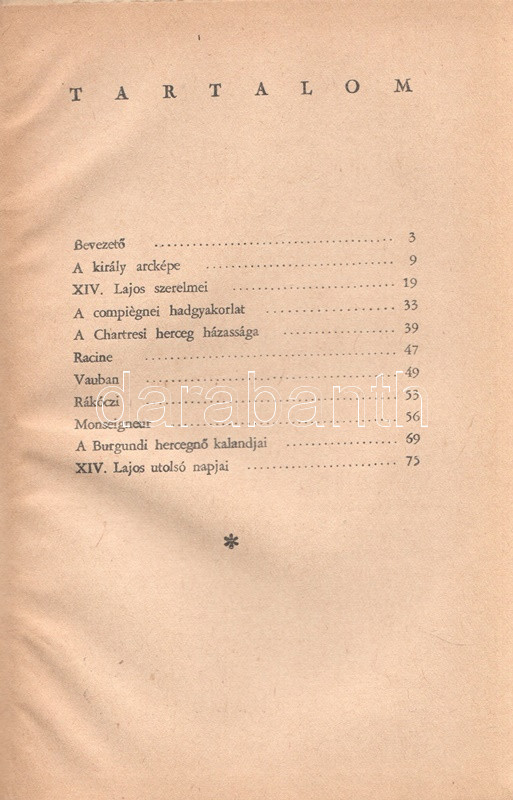 T A R T A L O M
Bevezető ........ 3
A király arcképe ........ 9
XIV. Lajos szerelmei ........ 19
A compiègnei hadgyakorlat ........ 33
A Chartresi herceg házassága ........ 39
Racine ........ 47
Vauban ........ 49
Rákóczi ........ 53
Monseigneur ........ 56
A Burgundi hercegnő kalandjai ........ 69
XIV. Lajos utolsó napjai ........ 75
*
darabanth